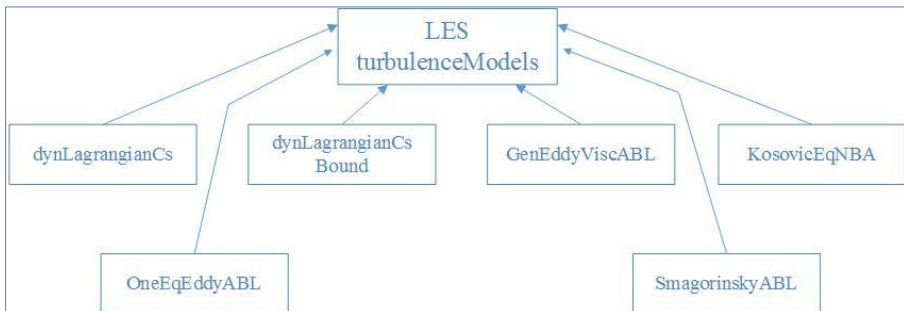 LES
turbulenceModels
dynLagrangianCs
dynLagrangianCs
Bound
GenEddyViscABL
KosovicEqNBA
OneEqEddyABL
SmagorinskyABL